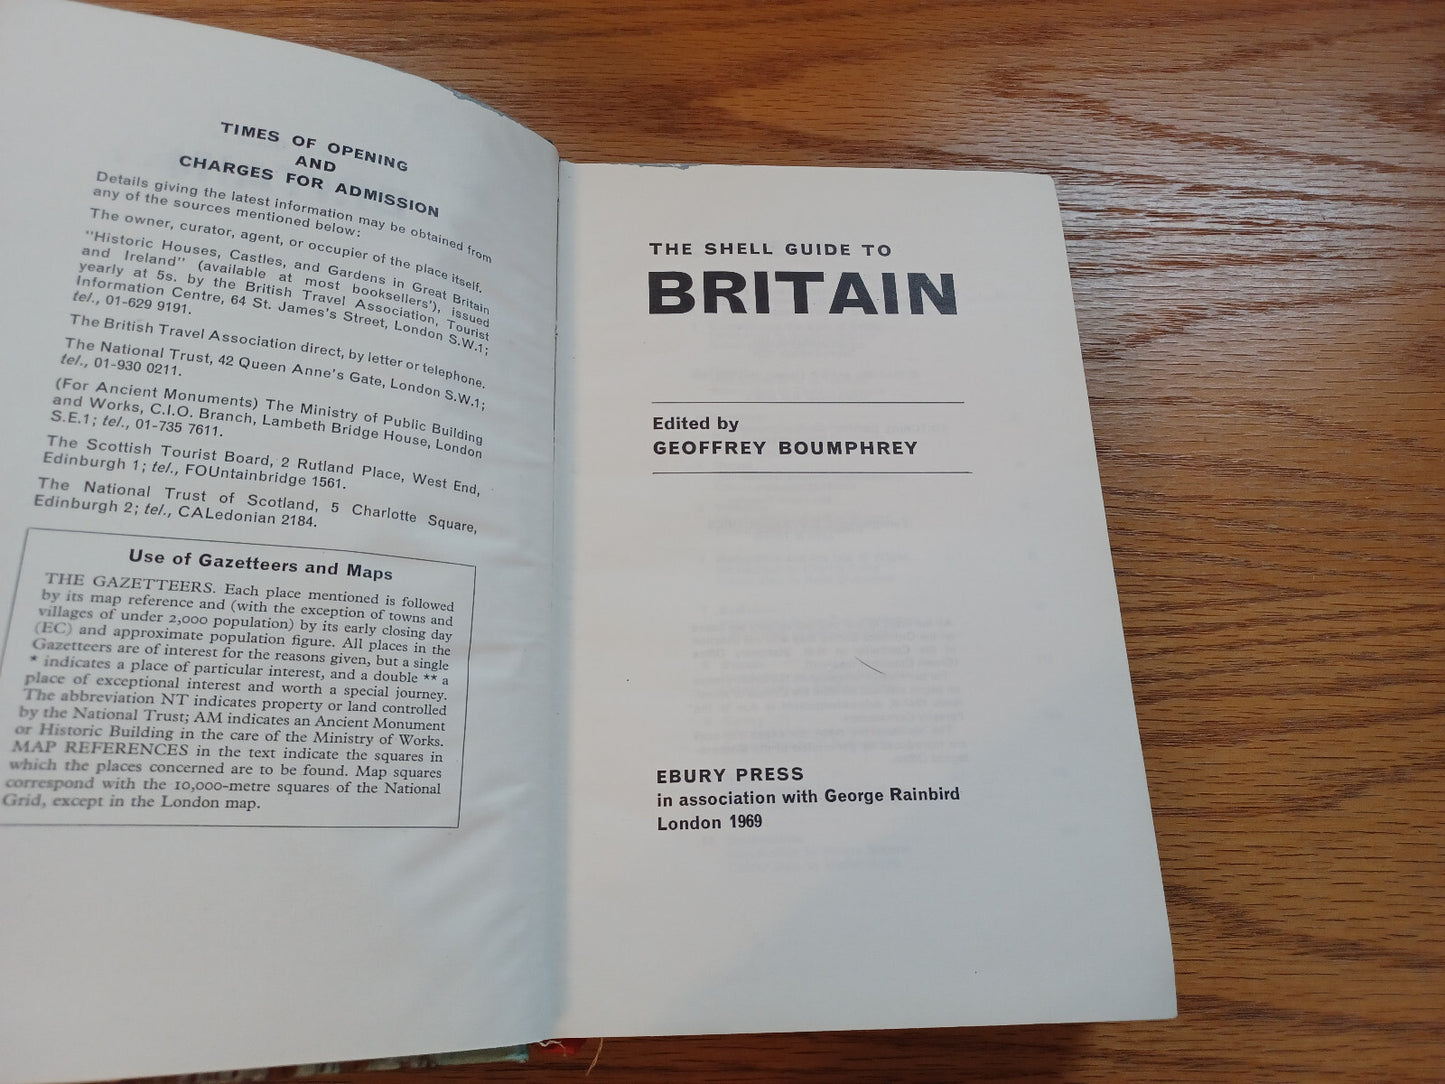 TIMES OF OPENING
AND
CHARGES FOR ADMISSION
Details giving the latest information may be obtained from
any of the sources mentioned below:
The owner, curator, agent, or occupier of the place itself.
"Historic Houses, Castles, and Gardens in Great Britain
and Ireland" (available at most booksellers'), issued
yearly at 5s. by the British Travel Association, Tourist
Information Centre, 64 St. James's Street, London S.W.1;
tel., 01-629 9191.
The British Travel Association direct, by letter or telephone.
The National Trust, 42 Queen Anne's Gate, London S.W.1;
tel., 01-930 0211.
(For Ancient Monuments) The Ministry of Public Building
and Works, C.I.O. Branch, Lambeth Bridge House, London
S.E.1; tel., 01-735 7611.
The Scottish Tourist Board, 2 Rutland Place, West End,
Edinburgh 1; tel., FOUntainbridge 1561.
The National Trust of Scotland, 5 Charlotte Square,
Edinburgh 2; tel., CALedonian 2184.
Use of Gazetteers and Maps
THE GAZETTEERS. Each place mentioned is followed
by its map reference and (with the exception of towns and
villages of under 2,000 population) by its early closing day
(EC) and approximate population figure. All places in the
Gazetteers are of interest for the reasons given, but a single
* indicates a place of particular interest, and a double ** a
place of exceptional interest and worth a special journey.
The abbreviation NT indicates property or land controlled
by the National Trust; AM indicates an Ancient Monument
or Historic Building in the care of the Ministry of Works.
MAP REFERENCES in the text indicate the squares in
which the places concerned are to be found. Map squares
correspond with the 10,000-metre squares of the National
Grid, except in the London map.
THE SHELL GUIDE TO
BRITAIN
Edited by
GEOFFREY BOUMPHREY
EBURY PRESS
in association with George Rainbird
London 1969